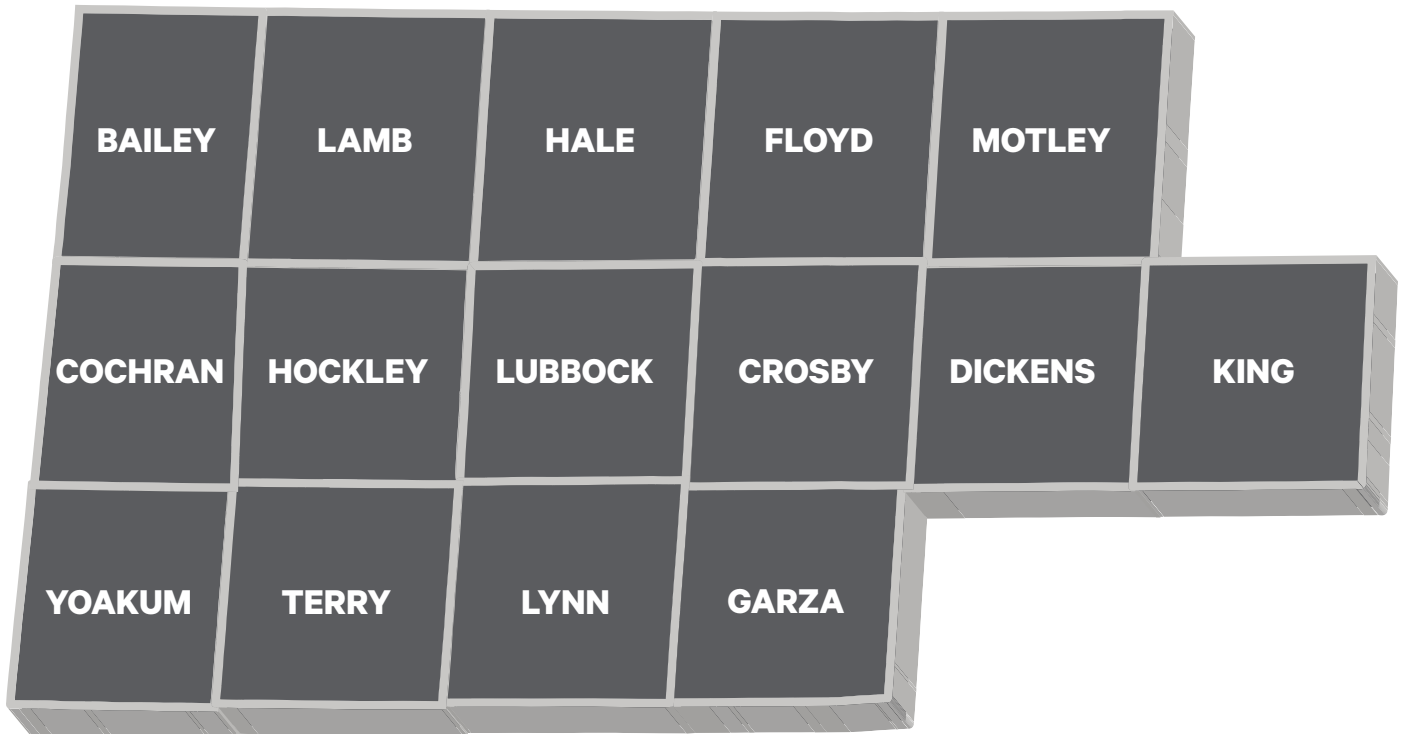 BAILEY LAMB HALE FLOYD MOTLEY
COCHRAN HOCKLEY LUBBOCK CROSBY DICKENS KING
YOAKUM TERRY LYNN GARZA